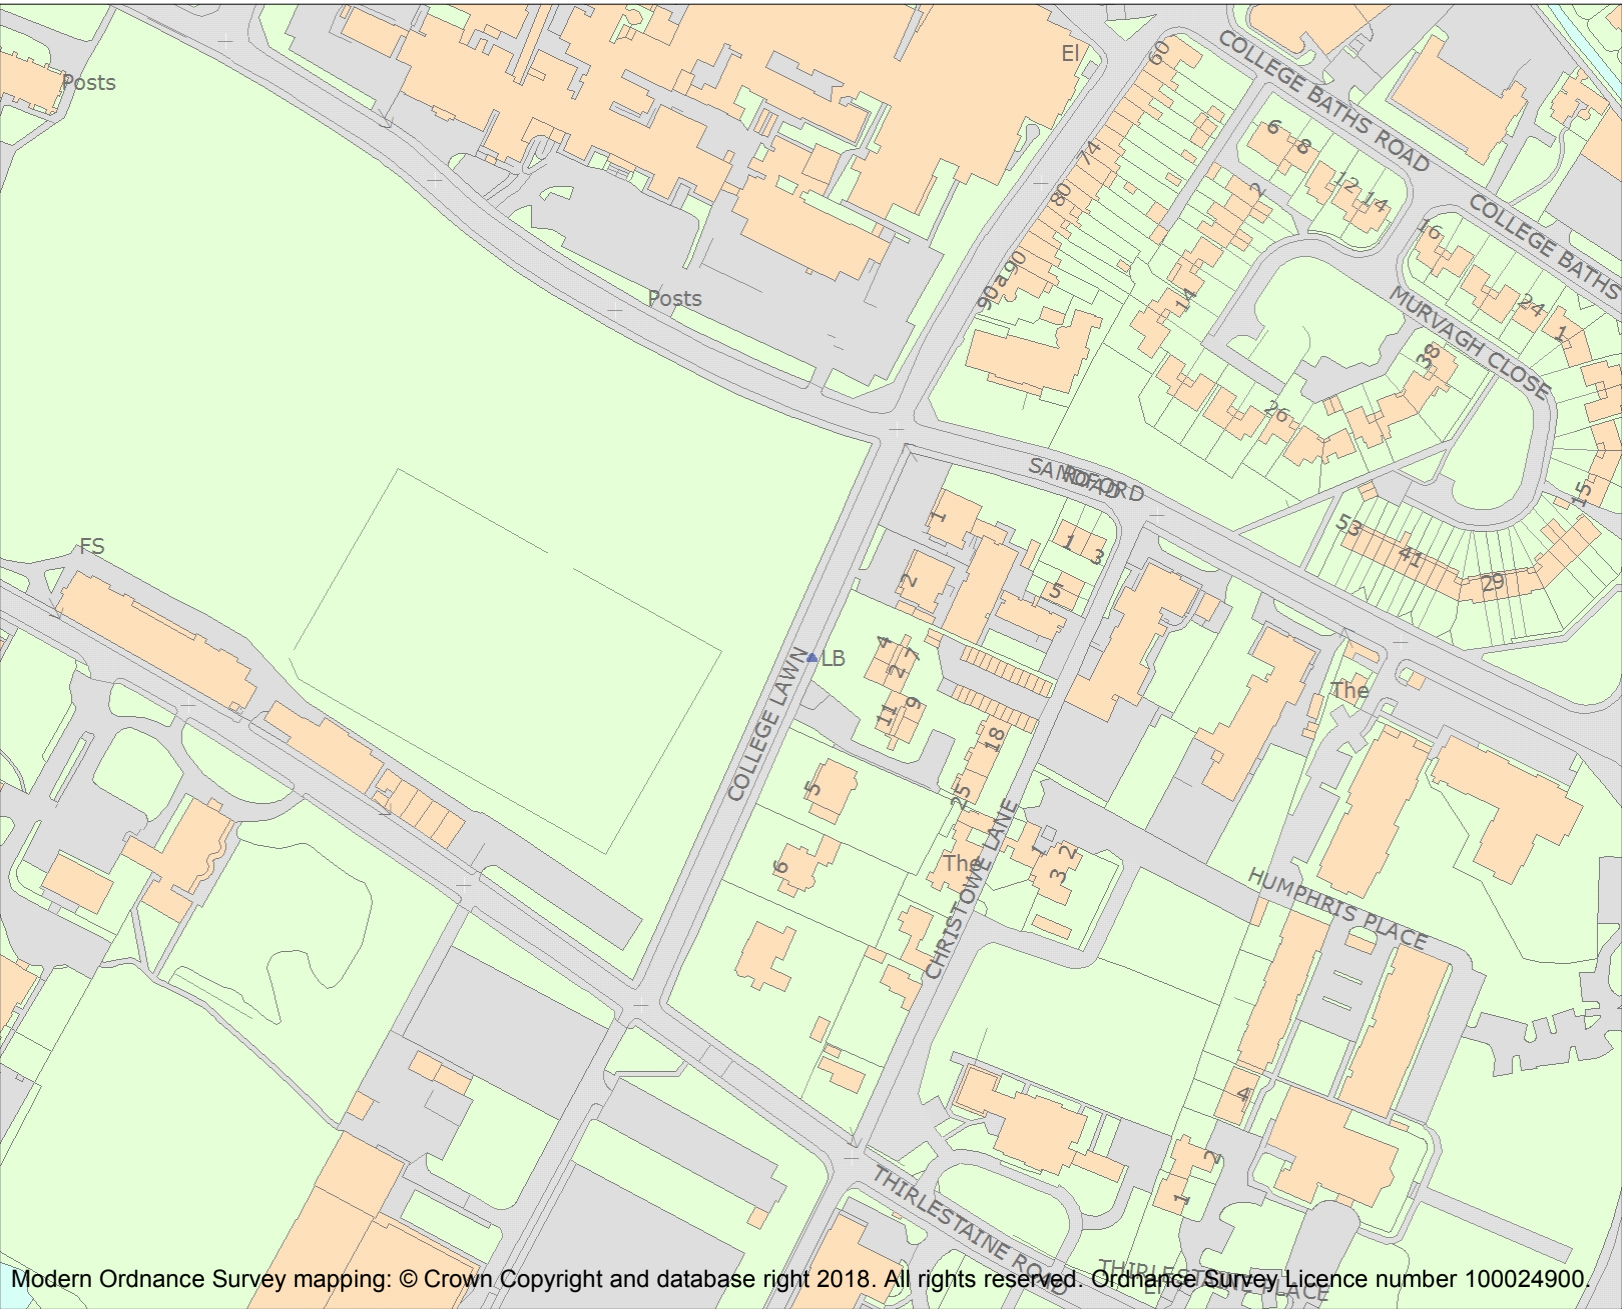 El
60
COLLEGE BATHS ROAD
Posts
6
8
74
12
14
80
2
COLLEGE BATHS
16
90
90a
14
Posts
24
MURVAGH CLOSE
1
38
26
SANDFORD
ROAD
15
1
53
FS
1
3
41
2
5
29
4
7
LB
2
The
9
11
18
COLLEGE LAWN
5
25
1
2
The
6
3
HUMPHRIS PLACE
CHRISTOWE LANE
4
2
1
THIRLESTAINE ROAD
THIRLESTAINE PLACE
El
Modern Ordnance Survey mapping: © Crown Copyright and database right 2018. All rights reserved. Ordnance Survey Licence number 100024900.